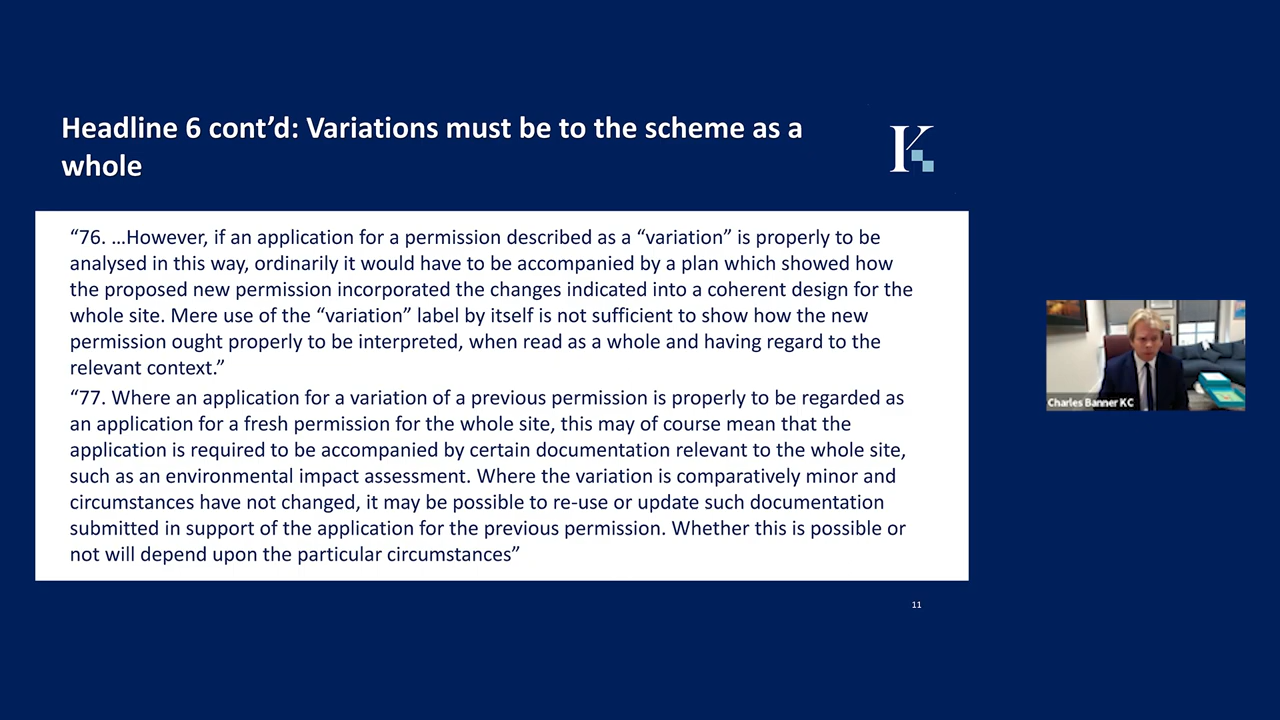 Headline 6 cont’d: Variations must be to the scheme as a
whole
K
“76. …However, if an application for a permission described as a “variation” is properly to be
analysed in this way, ordinarily it would have to be accompanied by a plan which showed how
the proposed new permission incorporated the changes indicated into a coherent design for the
whole site. Mere use of the “variation” label by itself is not sufficient to show how the new
permission ought properly to be interpreted, when read as a whole and having regard to the
relevant context.”
“77. Where an application for a variation of a previous permission is properly to be regarded as
an application for a fresh permission for the whole site, this may of course mean that the
application is required to be accompanied by certain documentation relevant to the whole site,
such as an environmental impact assessment. Where the variation is comparatively minor and
circumstances have not changed, it may be possible to re-use or update such documentation
submitted in support of the application for the previous permission. Whether this is possible or
not will depend upon the particular circumstances”
Charles Banner KC
11